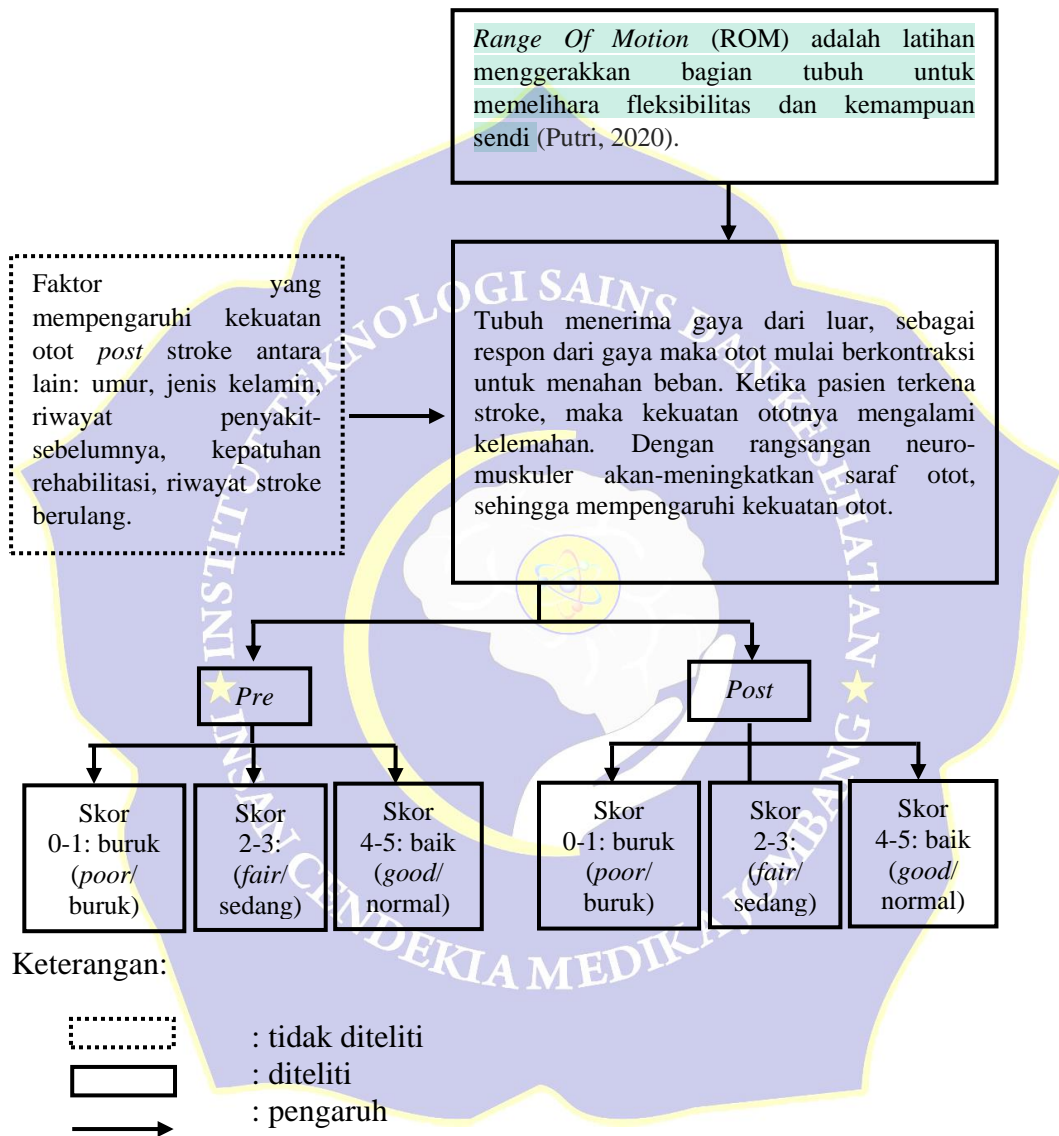 Range Of Motion (ROM) adalah latihan
menggerakkan bagian tubuh untuk
memelihara fleksibilitas dan kemampuan
sendi (Putri, 2020).
Faktor yang
mempengaruhi kekuatan
otot post stroke antara
lain: umur, jenis kelamin,
riwayat penyakit-
sebelumnya, kepatuhan
rehabilitasi, riwayat stroke
berulang.
Tubuh menerima gaya dari luar, sebagai
respon dari gaya maka otot mulai berkontraksi
untuk menahan beban. Ketika pasien terkena
stroke, maka kekuatan ototnya mengalami
kelemahan. Dengan rangsangan neuro-
muskuler akan-meningkatkan saraf otot,
sehingga mempengaruhi kekuatan otot.
Pre
Post
Skor
0-1: buruk
(poor/
buruk)
Skor
2-3:
(fair/
sedang)
Skor
4-5: baik
(good/
normal)
Skor
0-1: buruk
(poor/
buruk)
Skor
2-3:
(fair/
sedang)
Skor
4-5: baik
(good/
normal)
Keterangan:
: tidak diteliti
: diteliti
: pengaruh
INSTITUT TEKNOLOGI SAINS DAN KESEHATAN
INSAN CENDEKIA MEDIKA JOMBANG